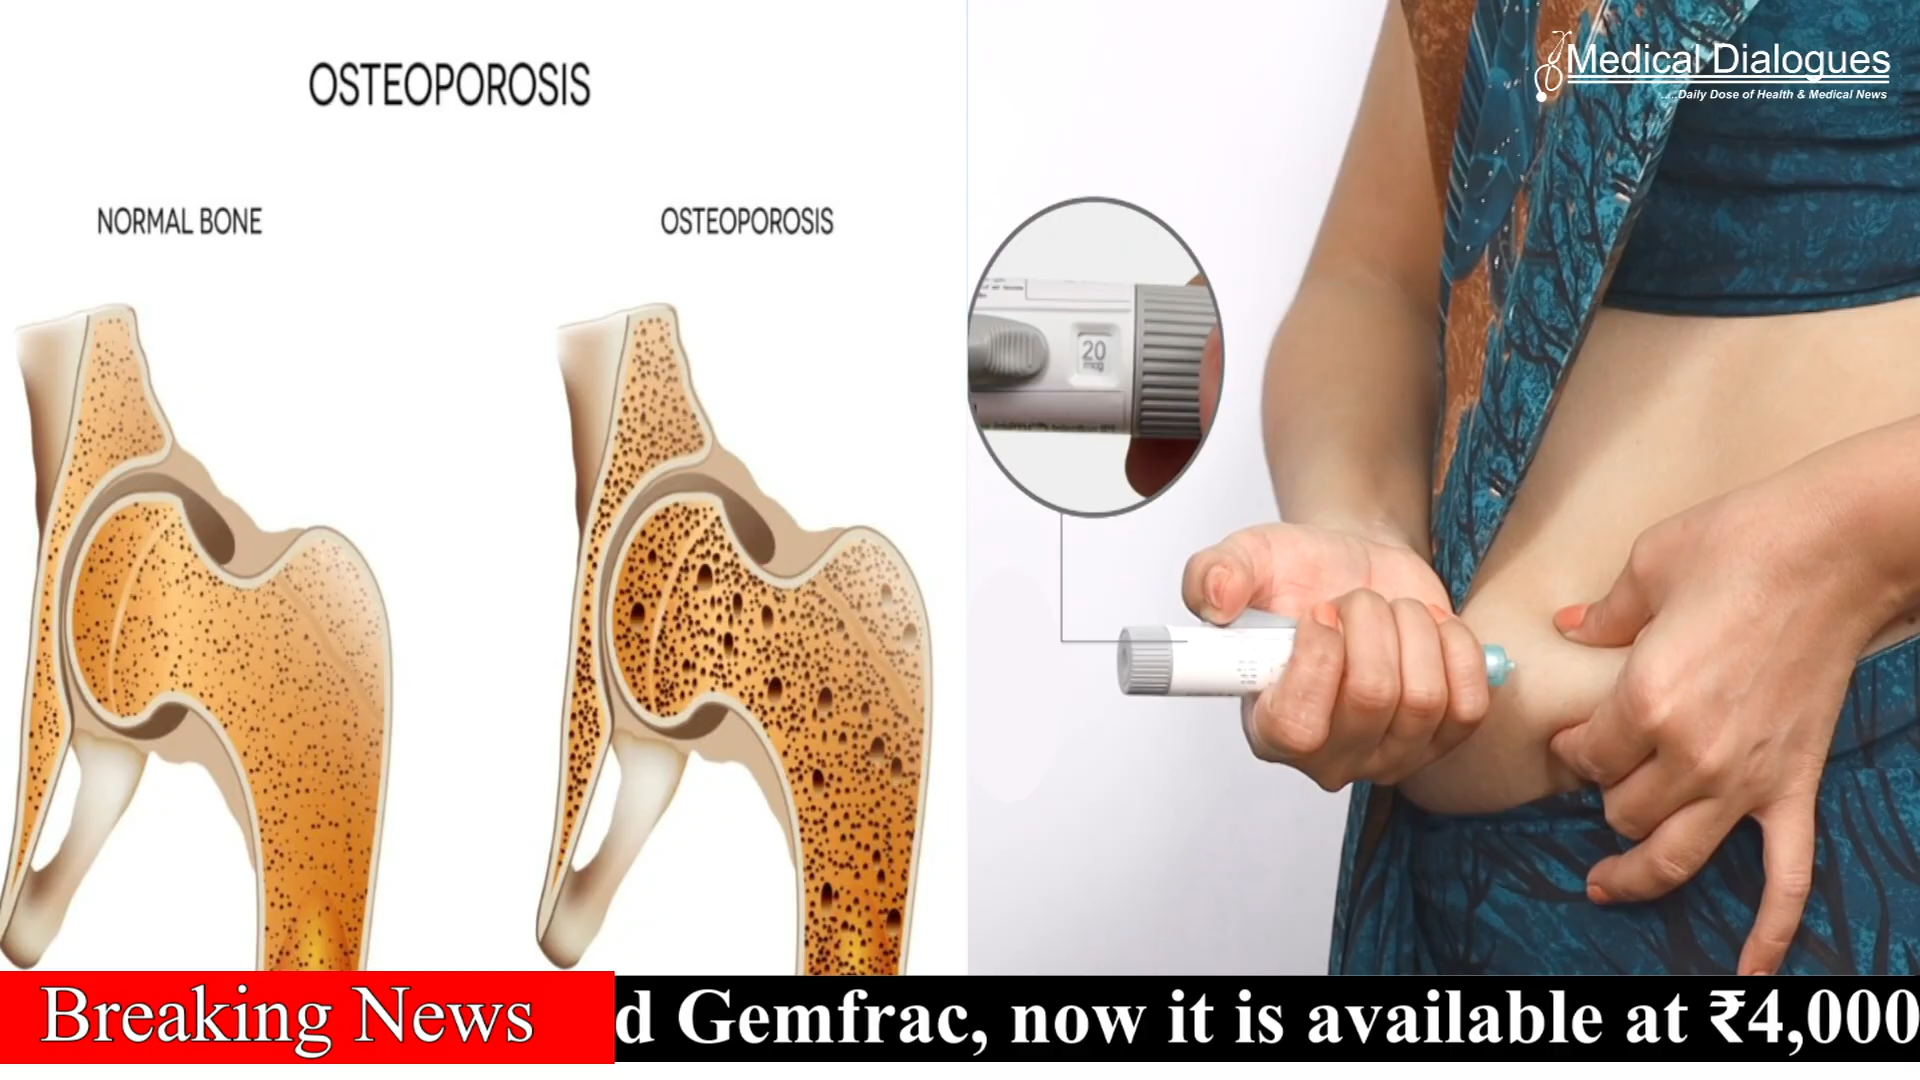 OSTEOPOROSIS
NORMAL BONE
OSTEOPOROSIS
Medical Dialogues
.....Daily Dose of Health & Medical News
20
mcg
Breaking News
d Gemfrac, now it is available at ₹4,000